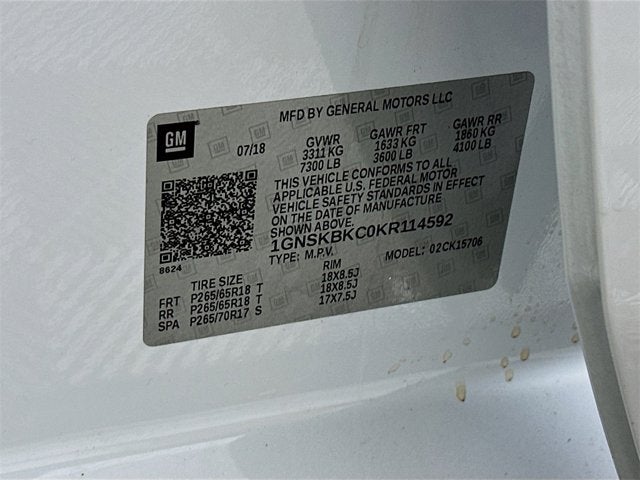 MFD BY GENERAL MOTORS LLC
GM
07/18
GVWR GAWR FRT GAWR RR
3311 KG 1633 KG 1860 KG
7300 LB 3600 LB 4100 LB
THIS VEHICLE CONFORMS TO ALL
APPLICABLE U.S. FEDERAL MOTOR
VEHICLE SAFETY STANDARDS IN EFFECT
ON THE DATE OF MANUFACTURE
SHOWN ABOVE.
1GNSKBKC0KR114592
TYPE: M.P.V. MODEL: 02CK15706
8624
TIRE SIZE RIM
FRT P265/65R18 T 18X8.5J
RR P265/65R18 T 18X8.5J
SPA P265/70R17 S 17X7.5J